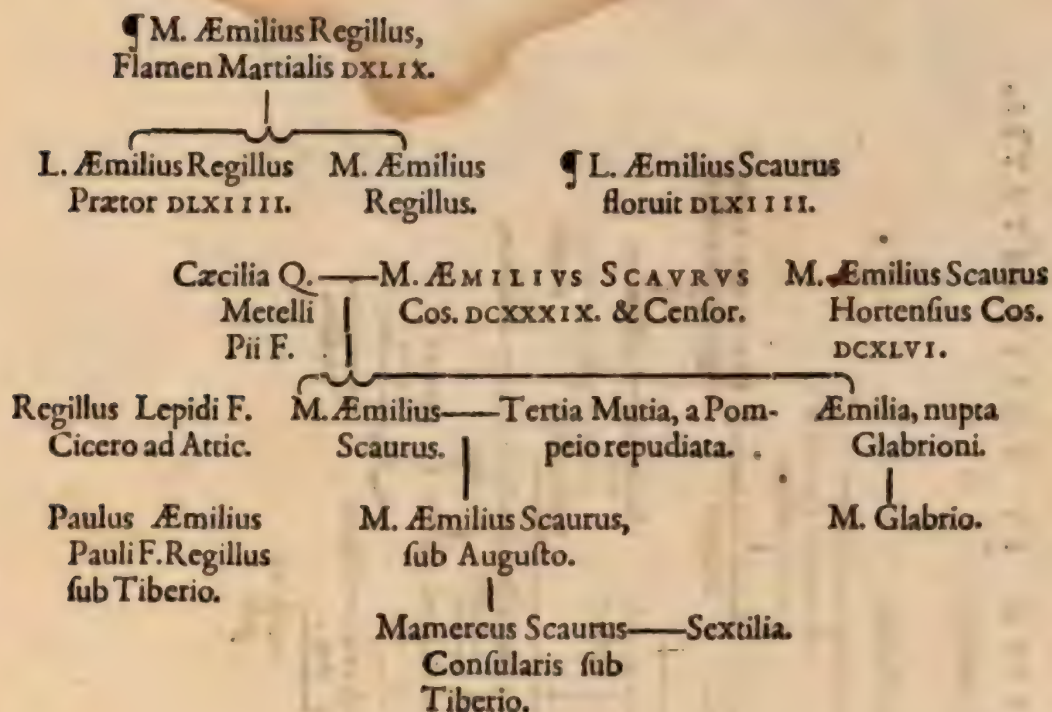 ¶ M. Æmilius Regillus,
Flamen Martialis DXLIX.
L. Æmilius Regillus
Prætor DLXIIII.
M. Æmilius
Regillus.
¶ L. Æmilius Scaurus
floruit DLXIIII.
Cæcilia Q.
Metelli
Pii F.
M. ÆMILIVS SCAVRVS
Cos. DCXXXIX. & Cenſor.
M. Æmilius Scaurus
Hortenſius Cos.
DCXLVI.
Regillus Lepidi F.
Cicero ad Attic.
M. Æmilius
Scaurus.
Tertia Mutia, a Pom-
peio repudiata.
Æmilia, nupta
Glabrioni.
Paulus Æmilius
Pauli F. Regillus
ſub Tiberio.
M. Æmilius Scaurus,
ſub Auguſto.
M. Glabrio.
Mamercus Scaurus
Conſularis ſub
Tiberio.
Sextilia.